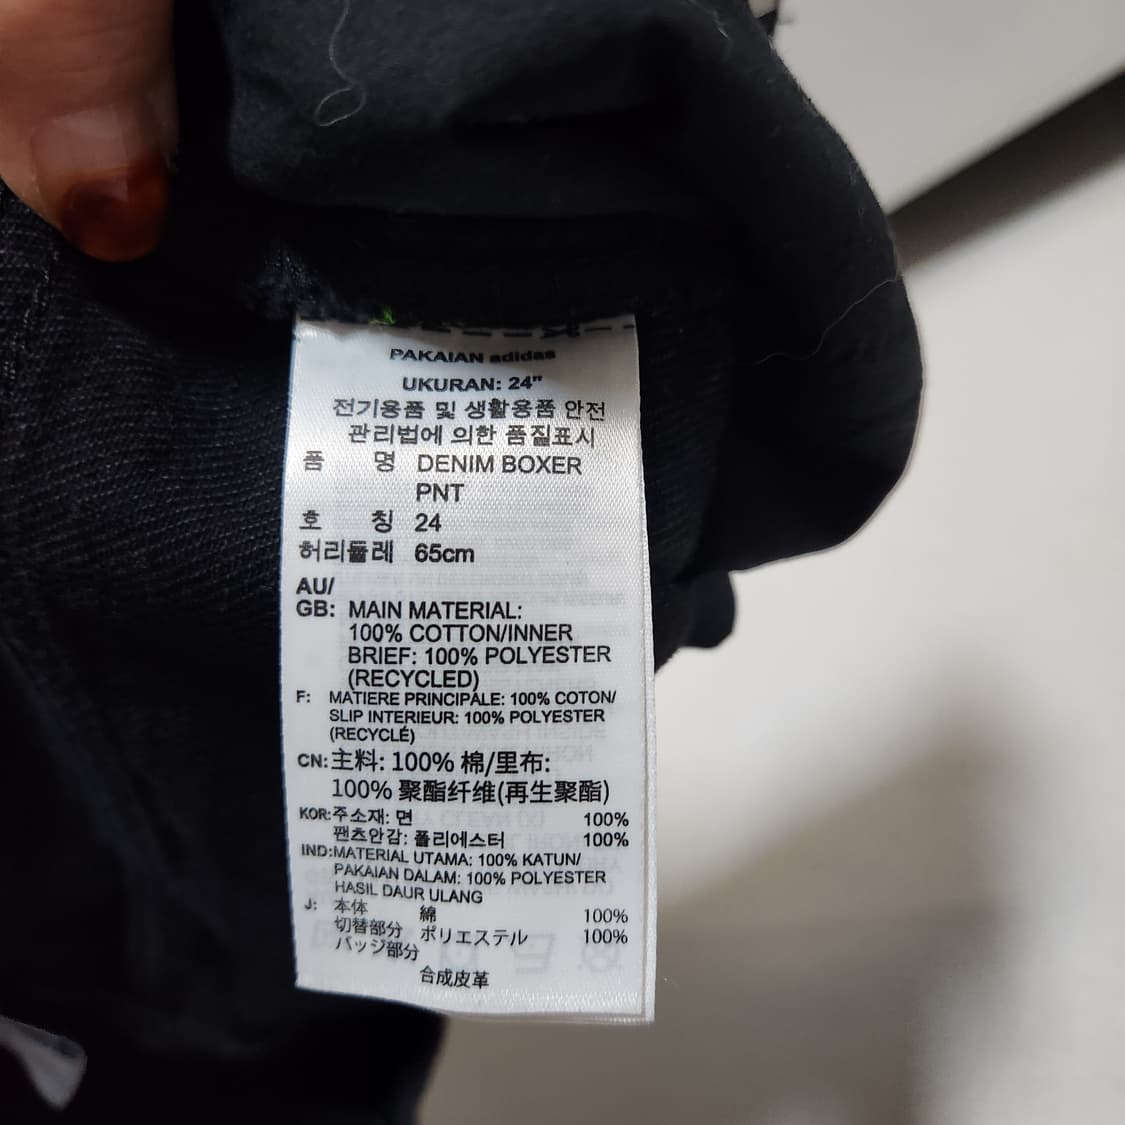 PAKAIAN adidas
UKURAN: 24"
전기용품 및 생활용품 안전
관리법에 의한 품질표시
품 명 DENIM BOXER
PNT
호 칭 24
허리둘레 65cm
AU/
GB: MAIN MATERIAL:
100% COTTON/INNER
BRIEF: 100% POLYESTER
(RECYCLED)
F: MATIERE PRINCIPALE: 100% COTON/
SLIP INTERIEUR: 100% POLYESTER
(RECYCLÉ)
CN: 主料: 100% 棉/里布:
100% 聚酯纤维(再生聚酯)
KOR: 주소재: 면 100%
팬츠안감: 폴리에스터 100%
IND: MATERIAL UTAMA: 100% KATUN/
PAKAIAN DALAM: 100% POLYESTER
HASIL DAUR ULANG
J: 本体 綿 100%
切替部分 ポリエステル 100%
バッジ部分
合成皮革